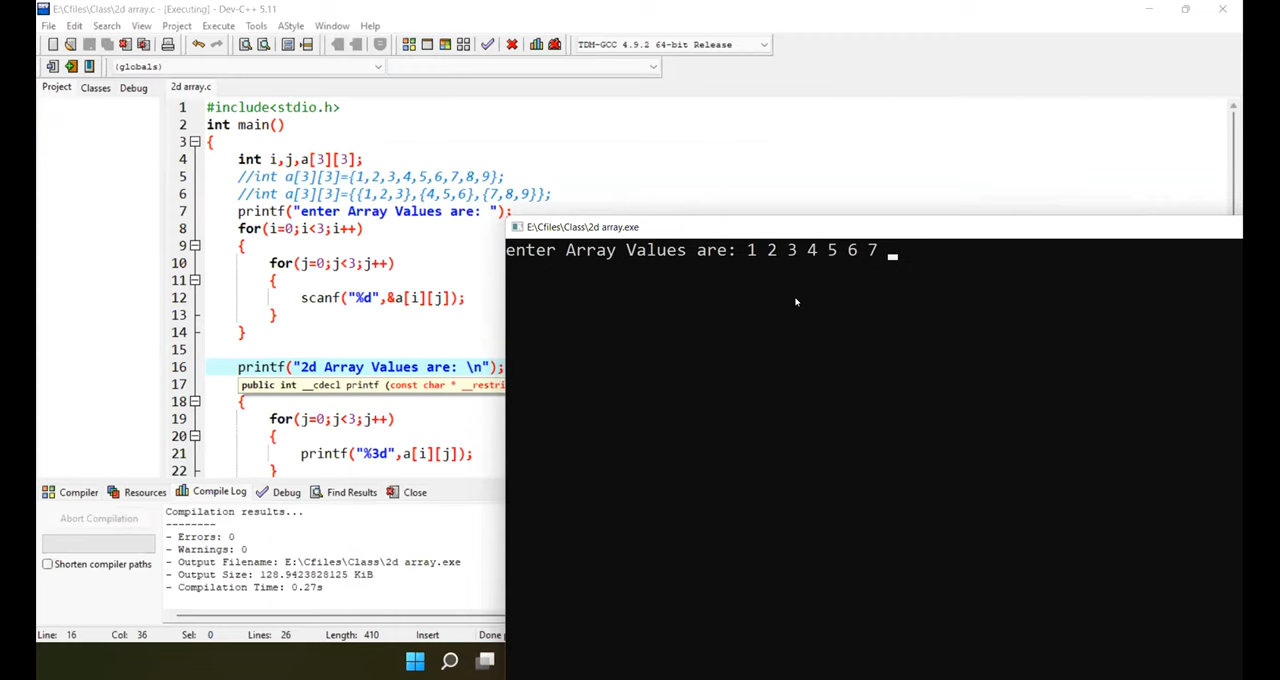 E:\Cfiles\Class\2d array.c - [Executing] - Dev-C++ 5.11
File Edit Search View Project Execute Tools AStyle Window Help
TDM-GCC 4.9.2 64-bit Release
(globals)
Project Classes Debug 2d array.c
1 #include<stdio.h>
2 int main()
3 {
4 int i,j,a[3][3];
5 //int a[3][3]={1,2,3,4,5,6,7,8,9};
6 //int a[3][3]={{1,2,3},{4,5,6},{7,8,9}};
7 printf("enter Array Values are: ");
8 for(i=0;i<3;i++)
9 {
10 for(j=0;j<3;j++)
11 {
12 scanf("%d",&a[i][j]);
13 }
14 }
15
16 printf("2d Array Values are: \n");
17 public int __cdecl printf (const char * __restri
18 {
19 for(j=0;j<3;j++)
20 {
21 printf("%3d",a[i][j]);
22 }
E:\Cfiles\Class\2d array.exe
enter Array Values are: 1 2 3 4 5 6 7
Compiler Resources Compile Log Debug Find Results Close
Abort Compilation
Shorten compiler paths
Compilation results...
--------
- Errors: 0
- Warnings: 0
- Output Filename: E:\Cfiles\Class\2d array.exe
- Output Size: 128.9423828125 KiB
- Compilation Time: 0.27s
Line: 16 Col: 36 Sel: 0 Lines: 26 Length: 410 Insert Done